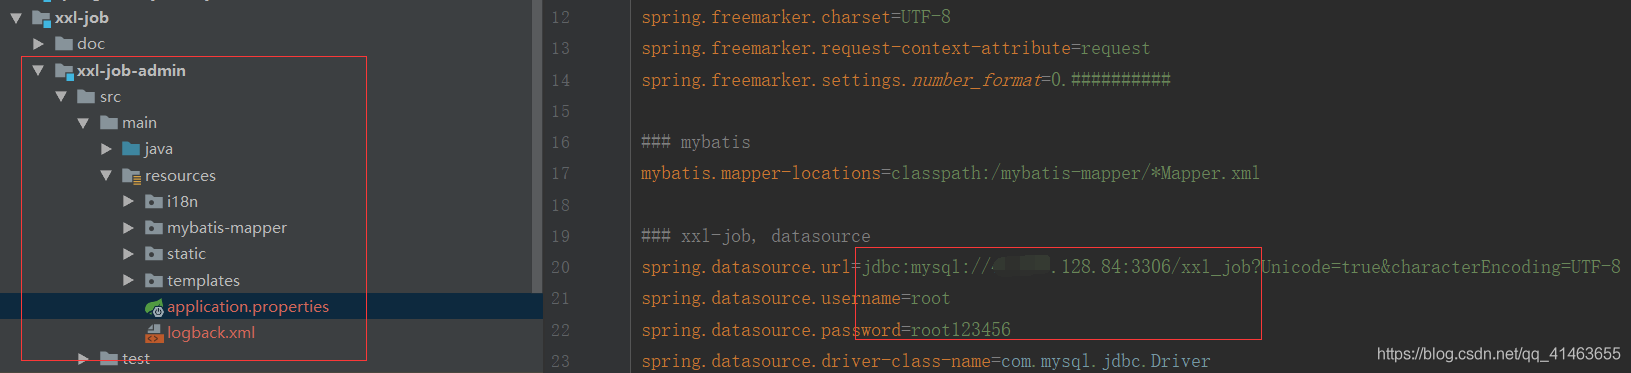 xxl-job
doc
xxl-job-admin
src
main
java
resources
i18n
mybatis-mapper
static
templates
application.properties
logback.xml
test
12 spring.freemarker.charset=UTF-8
13 spring.freemarker.request-context-attribute=request
14 spring.freemarker.settings.number_format=0.##########
15
16 ### mybatis
17 mybatis.mapper-locations=classpath:/mybatis-mapper/*Mapper.xml
18
19 ### xxl-job, datasource
20 spring.datasource.url=jdbc:mysql:// .128.84:3306/xxl_job?Unicode=true&characterEncoding=UTF-8
21 spring.datasource.username=root
22 spring.datasource.password=root123456
23 spring.datasource.driver-class-name=com.mysql.jdbc.Driver
https://blog.csdn.net/qq_41463655